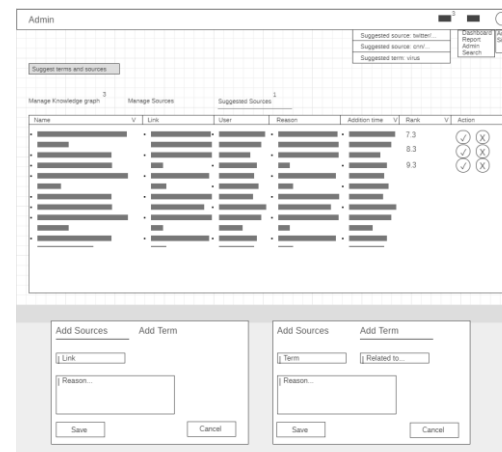 Admin
3
Suggested source: twitter/...
Suggested source: cnn/...
Suggested term: virus
Dashboard
Report
Admin
Search
Suggest terms and sources
3
1
Manage Knowledge graph
Manage Sources
Suggested Sources
Name V Link User Reason Addition time V Rank V Action
7.3 X
8.3 X
9.3 X
Add Sources Add Term
Link
Reason...
Save Cancel
Add Sources Add Term
Term Related to...
Reason...
Save Cancel